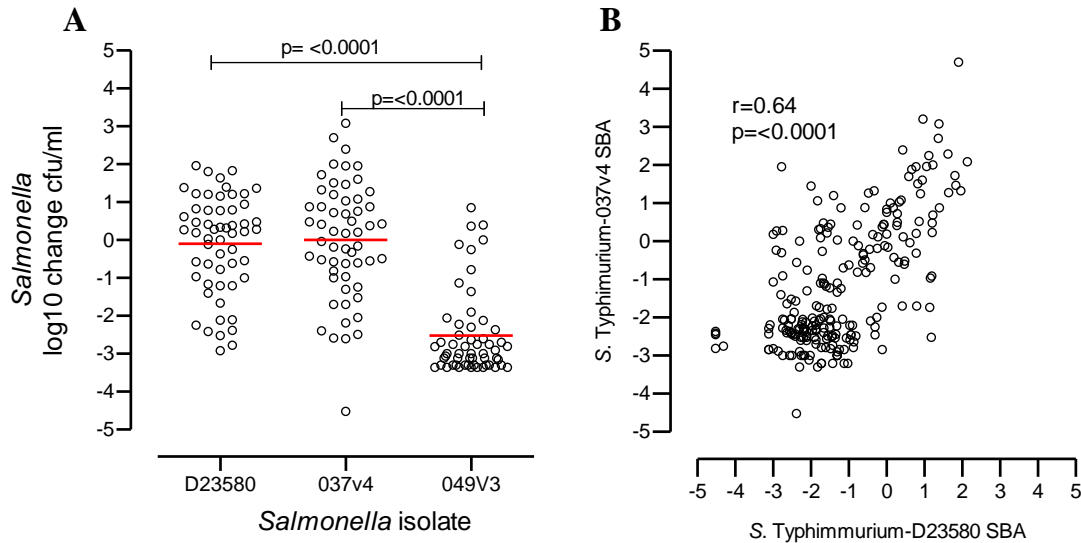 A
p= <0.0001
p=<0.0001
Salmonella
log10 change cfu/ml
5
4
3
2
1
0
-1
-2
-3
-4
-5
D23580 037v4 049V3
Salmonella isolate
B
r=0.64
p=<0.0001
S. Typhimurium-037v4 SBA
5
4
3
2
1
0
-1
-2
-3
-4
-5
-5 -4 -3 -2 -1 0 1 2 3 4 5
S. Typhimmurium-D23580 SBA